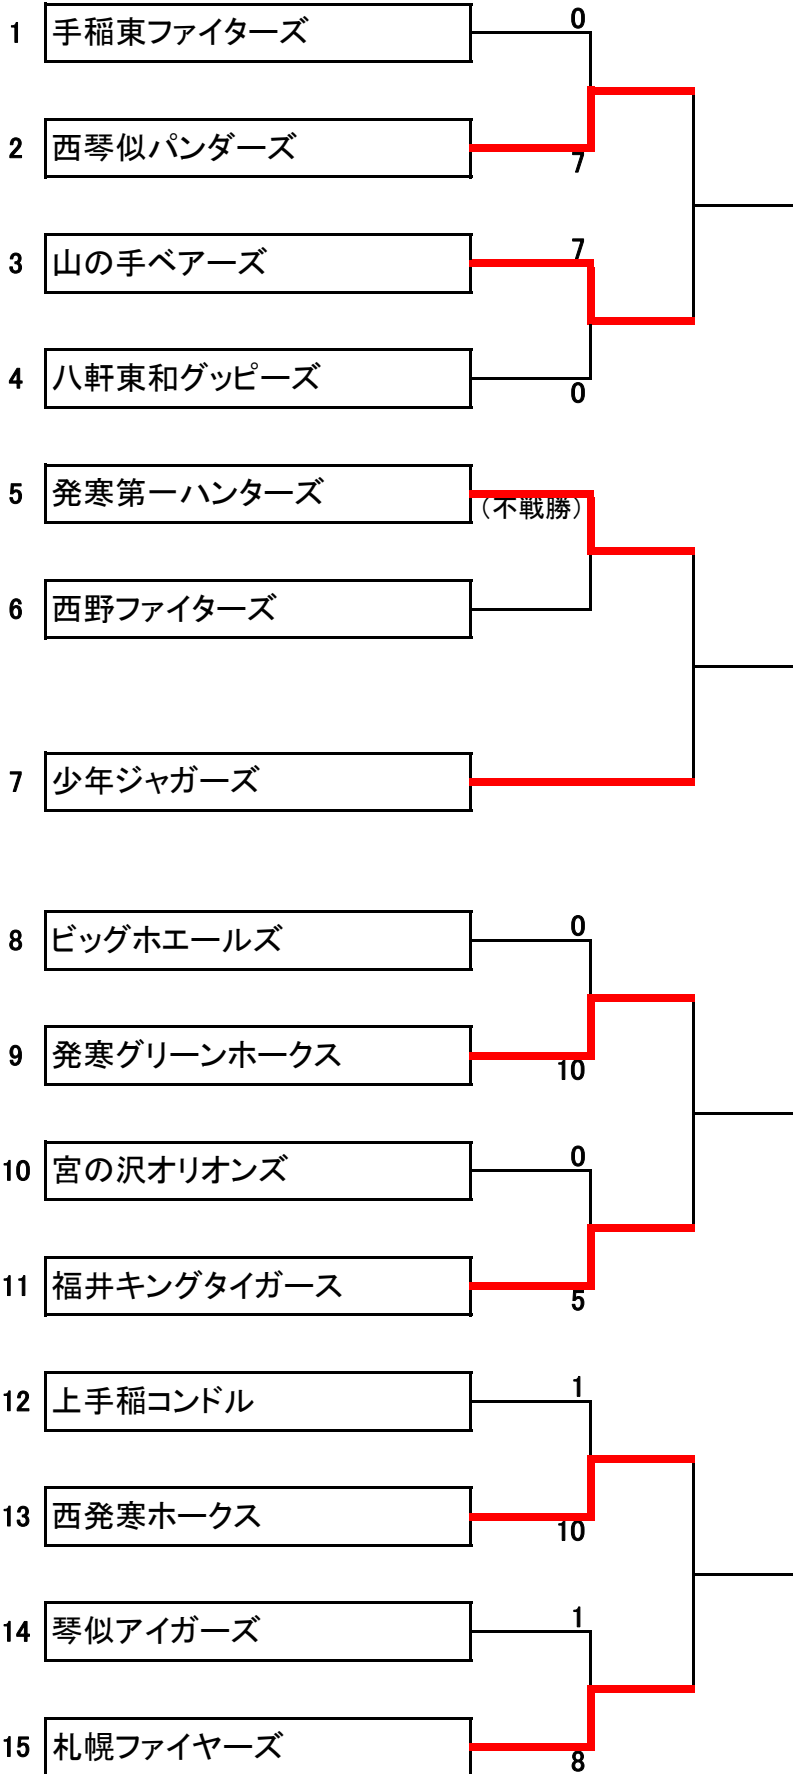 0
1 手稲東ファイターズ
2 西琴似パンダーズ
7
7
3 山の手ベアーズ
4 八軒東和グッピーズ
0
5 発寒第一ハンターズ
（不戦勝）
6 西野ファイターズ
7 少年ジャガーズ
0
8 ビッグホエールズ
9 発寒グリーンホークス
10
0
10 宮の沢オリオンズ
11 福井キングタイガース
5
1
12 上手稲コンドル
13 西発寒ホークス
10
1
14 琴似アイガーズ
15 札幌ファイヤーズ
8